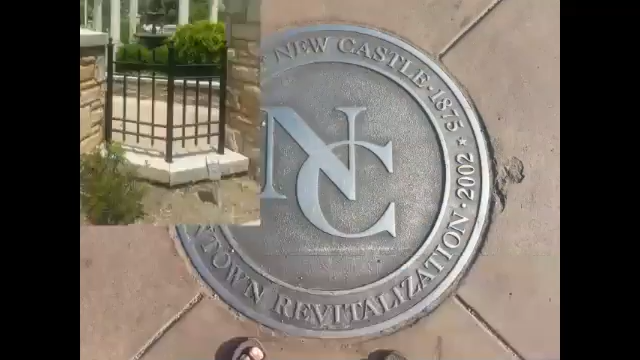 NEW CASTLE · 1875 ★ 2002 ·
NC
TOWN REVITALIZATION